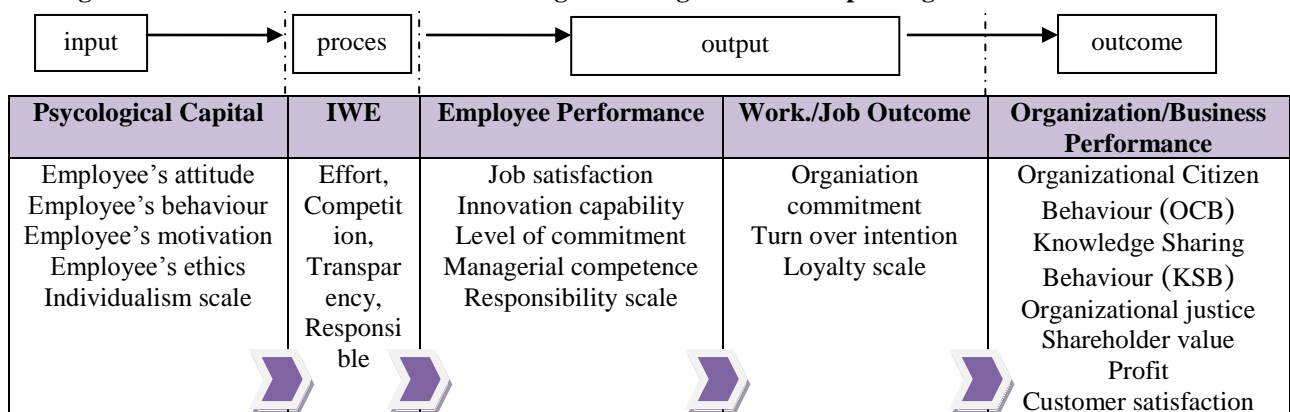 input
proces
output
outcome
Psycological Capital
IWE
Employee Performance
Work./Job Outcome
Organization/Business
Performance
Employee's attitude
Employee's behaviour
Employee's motivation
Employee's ethics
Individualism scale
Effort,
Competit
ion,
Transpar
ency,
Responsi
ble
Job satisfaction
Innovation capability
Level of commitment
Managerial competence
Responsibility scale
Organiation
commitment
Turn over intention
Loyalty scale
Organizational Citizen
Behaviour (OCB)
Knowledge Sharing
Behaviour (KSB)
Organizational justice
Shareholder value
Profit
Customer satisfaction